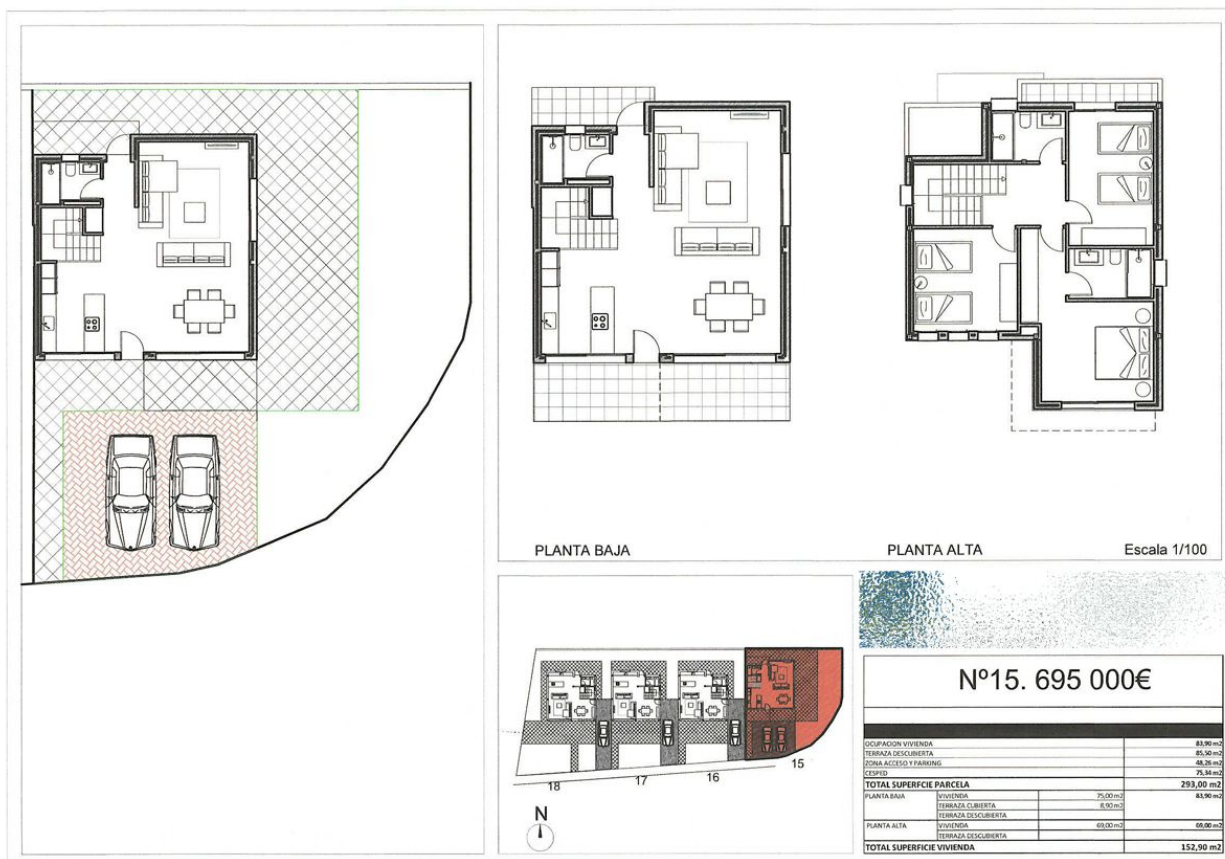 PLANTA BAJA
PLANTA ALTA
Escala 1/100
15
16
17
18
N
Nº15. 695 000€
OCUPACION VIVIENDA 83,90 m2
TERRAZA DESCUBIERTA 85,50 m2
ZONA ACCESO Y PARKING 48,26 m2
CESPED 75,34 m2
TOTAL SUPERFCIE PARCELA 293,00 m2
PLANTA BAJA VIVIENDA 75,00 m2 83,90 m2
TERRAZA CUBIERTA 8,90 m2
TERRAZA DESCUBIERTA
PLANTA ALTA VIVIENDA 69,00 m2 69,00 m2
TERRAZA DESCUBIERTA
TOTAL SUPERFICIE VIVIENDA 152,90 m2